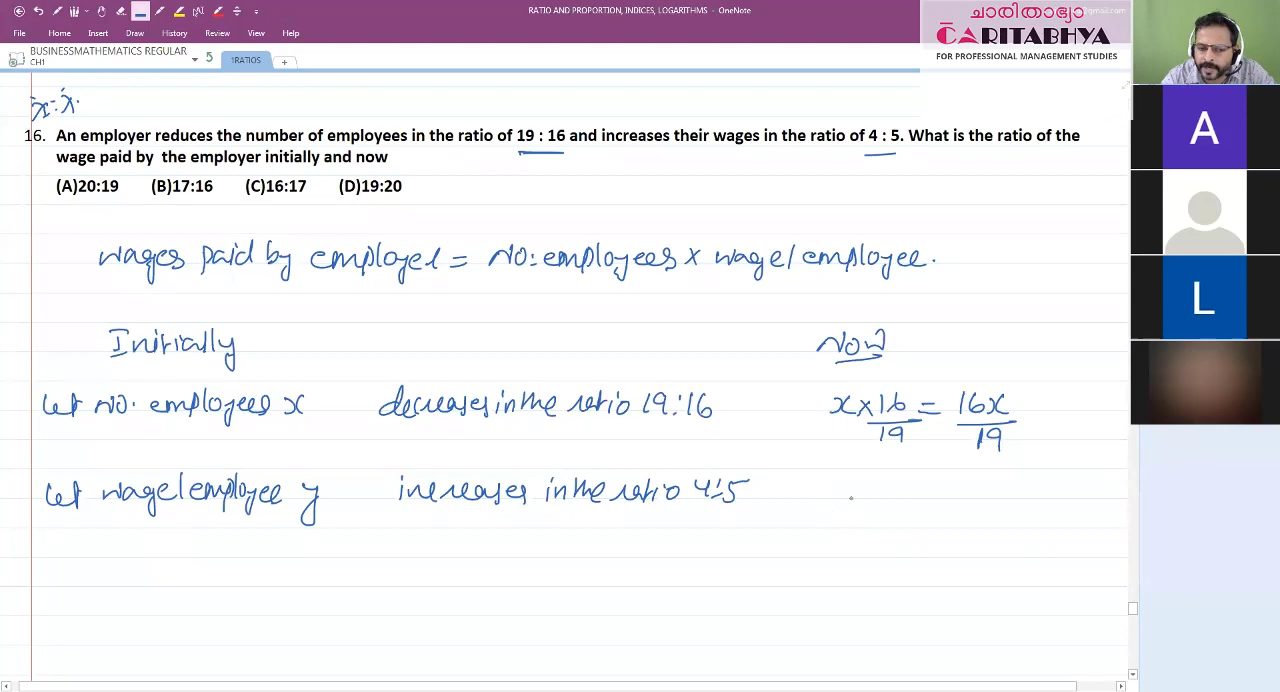 RATIO AND PROPORTION, INDICES, LOGARITHMS - OneNote
File Home Insert Draw Review View Help
BUSINESSMATHEMATICS REGULAR
CH1
5
1RATIOS
ചാരിതാഭ്യാ
@gmail.com
CARITABHYA
FOR PROFESSIONAL MANAGEMENT STUDIES
16. An employer reduces the number of employees in the ratio of 19 : 16 and increases their wages in the ratio of 4 : 5. What is the ratio of the
wage paid by the employer initially and now
(A)20:19 (B)17:16 (C)16:17 (D)19:20
wages paid by employer = No: employees x wage/employee.
Initially Now
Let No. employees x decreases in the ratio 19:16 x × 16/19 = 16x/19
Let wage/employee y increases in the ratio 4:5
A
L